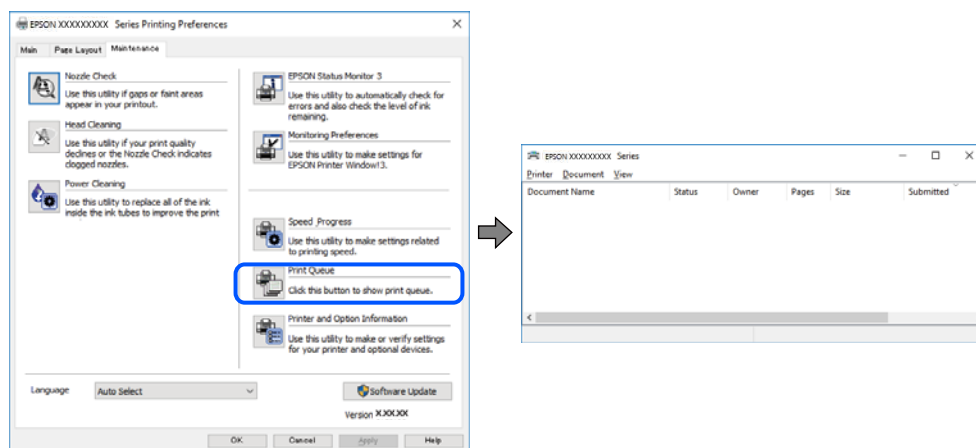 EPSON XXXXXXXXX Series Printing Preferences
Main Page Layout Maintenance
Nozzle Check
Use this utility if gaps or faint areas
appear in your printout.
Head Cleaning
Use this utility if your print quality
declines or the Nozzle Check indicates
clogged nozzles.
Power Cleaning
Use this utility to replace all of the ink
inside the ink tubes to improve the print
EPSON Status Monitor 3
Use this utility to automatically check for
errors and also check the level of ink
remaining.
Monitoring Preferences
Use this utility to make settings for
EPSON Printer Window!3.
Speed Progress
Use this utility to make settings related
to printing speed.
Print Queue
Click this button to show print queue.
Printer and Option Information
Use this utility to make or verify settings
for your printer and optional devices.
Language Auto Select
Software Update
Version X.XX.XX
OK Cancel Apply Help
EPSON XXXXXXXXX Series
Printer Document View
Document Name Status Owner Pages Size Submitted